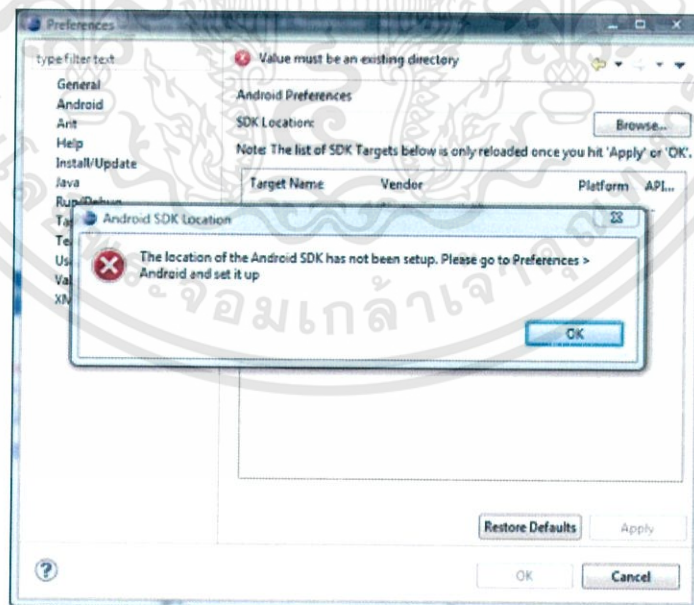 Preferences
type filter text
General
Android
Ant
Help
Install/Update
Java
Run/Debug
Value must be an existing directory
Android Preferences
SDK Location:
Browse...
Note: The list of SDK Targets below is only reloaded once you hit 'Apply' or 'OK'.
Target Name Vendor Platform API...
Android SDK Location
The location of the Android SDK has not been setup. Please go to Preferences >
Android and set it up
OK
Restore Defaults
Apply
OK
Cancel